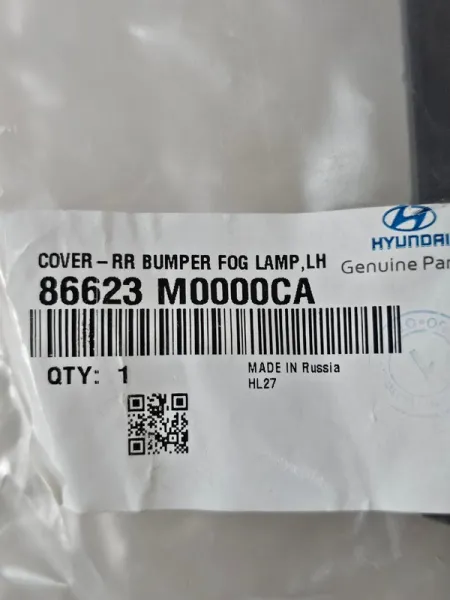 HYUNDAI
Genuine Par
COVER-RR BUMPER FOG LAMP,LH
86623 M0000CA
QTY: 1
MADE IN Russia
HL27